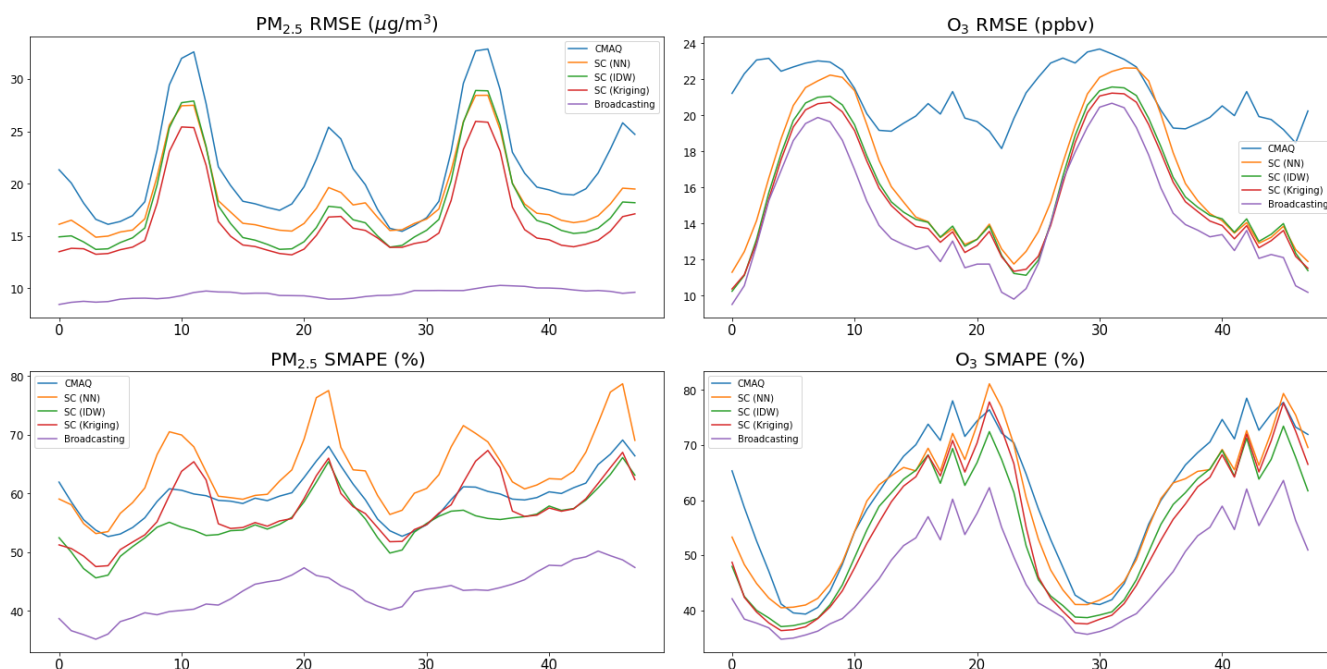 PM2.5 RMSE (μg/m³)
30
25
20
15
10
0 10 20 30 40
CMAQ
SC (NN)
SC (IDW)
SC (Kriging)
Broadcasting
O3 RMSE (ppbv)
24
22
20
18
16
14
12
10
0 10 20 30 40
CMAQ
SC (NN)
SC (IDW)
SC (Kriging)
Broadcasting
PM2.5 SMAPE (%)
80
70
60
50
40
0 10 20 30 40
CMAQ
SC (NN)
SC (IDW)
SC (Kriging)
Broadcasting
O3 SMAPE (%)
80
70
60
50
40
0 10 20 30 40
CMAQ
SC (NN)
SC (IDW)
SC (Kriging)
Broadcasting